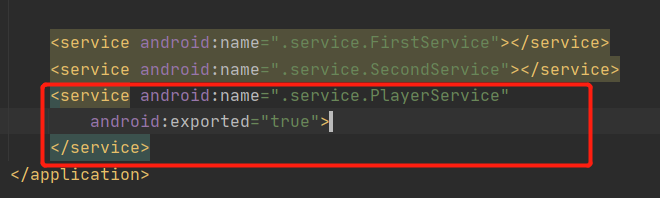 <service android:name=".service.FirstService"></service>
<service android:name=".service.SecondService"></service>
<service android:name=".service.PlayerService"
android:exported="true">
</service>
</application>